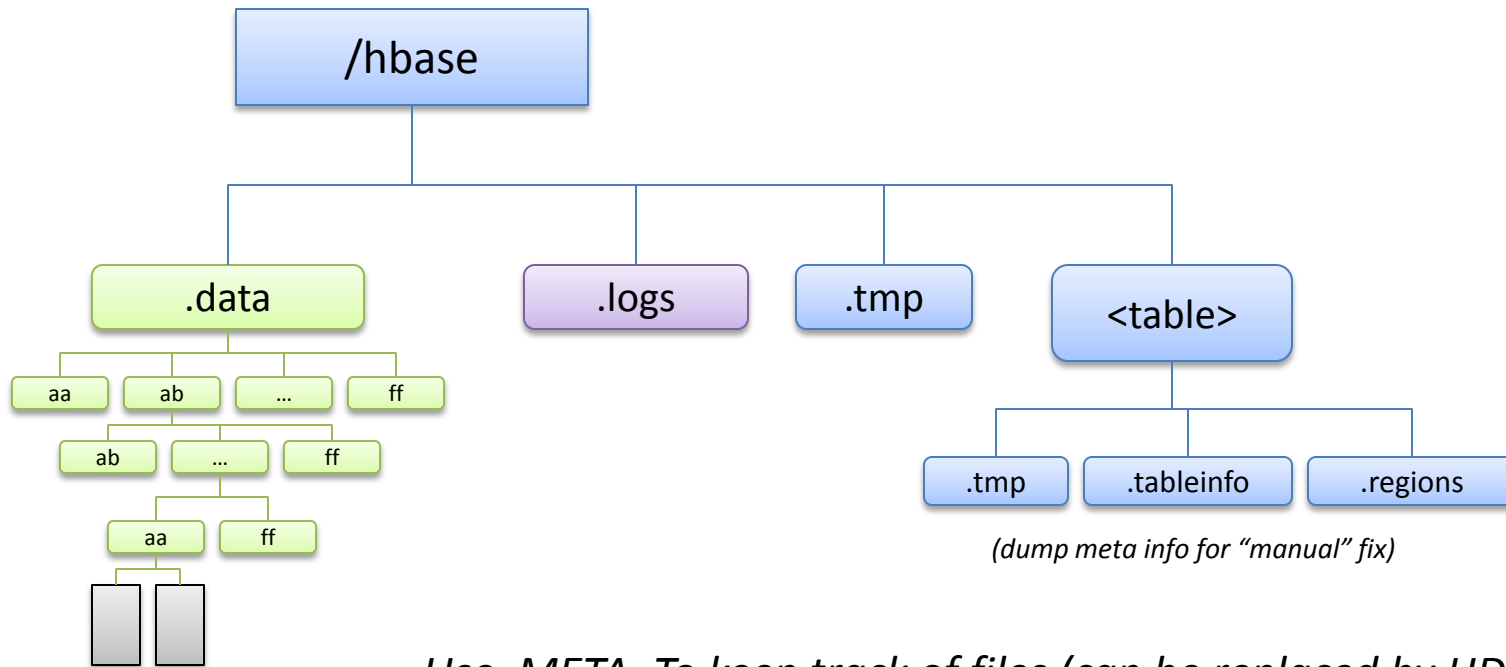 /hbase
.data
.logs
.tmp
<table>
aa
ab
...
ff
ab
...
ff
.tmp
.tableinfo
.regions
aa
ff
(dump meta info for “manual” fix)
Use .META. To keep track of files (can be replaced by HD